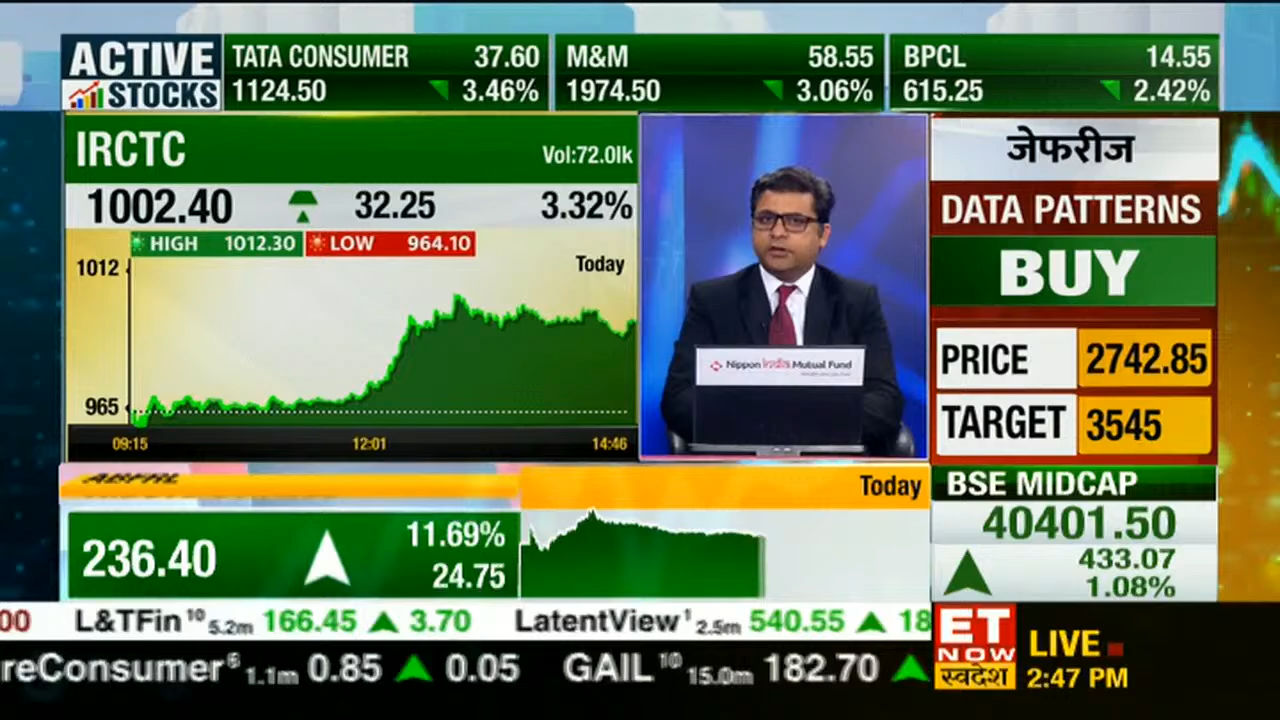 ACTIVE
STOCKS
TATA CONSUMER 37.60
1124.50 3.46%
M&M 58.55
1974.50 3.06%
BPCL 14.55
615.25 2.42%
IRCTC Vol:72.0lk
1002.40 32.25 3.32%
HIGH 1012.30 LOW 964.10
1012 Today
965
09:15 12:01 14:46
Nippon India Mutual Fund
जेफरीज
DATA PATTERNS
BUY
PRICE 2742.85
TARGET 3545
Today
236.40 11.69%
24.75
BSE MIDCAP
40401.50
433.07
1.08%
00 L&TFin 10 5.2m 166.45 3.70 LatentView 1 2.5m 540.55 18
reConsumer 6 1.1m 0.85 0.05 GAIL 10 15.0m 182.70
ET
NOW
स्वदेश
LIVE
2:47 PM